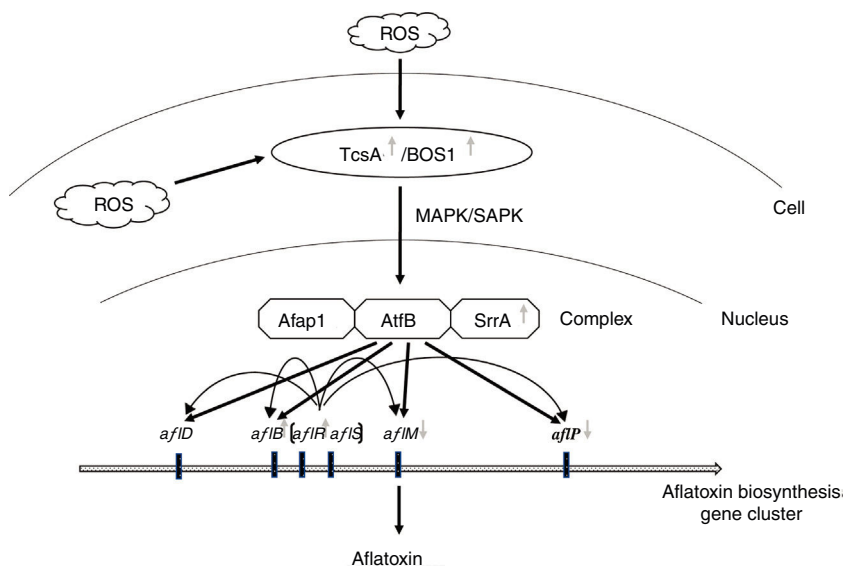 ROS
TcsA /BOS1
ROS
Cell
MAPK/SAPK
Afap1 AtfB SrrA Complex Nucleus
aflD aflB (aflR aflS) aflM aflP
Aflatoxin biosynthesis
gene cluster
Aflatoxin